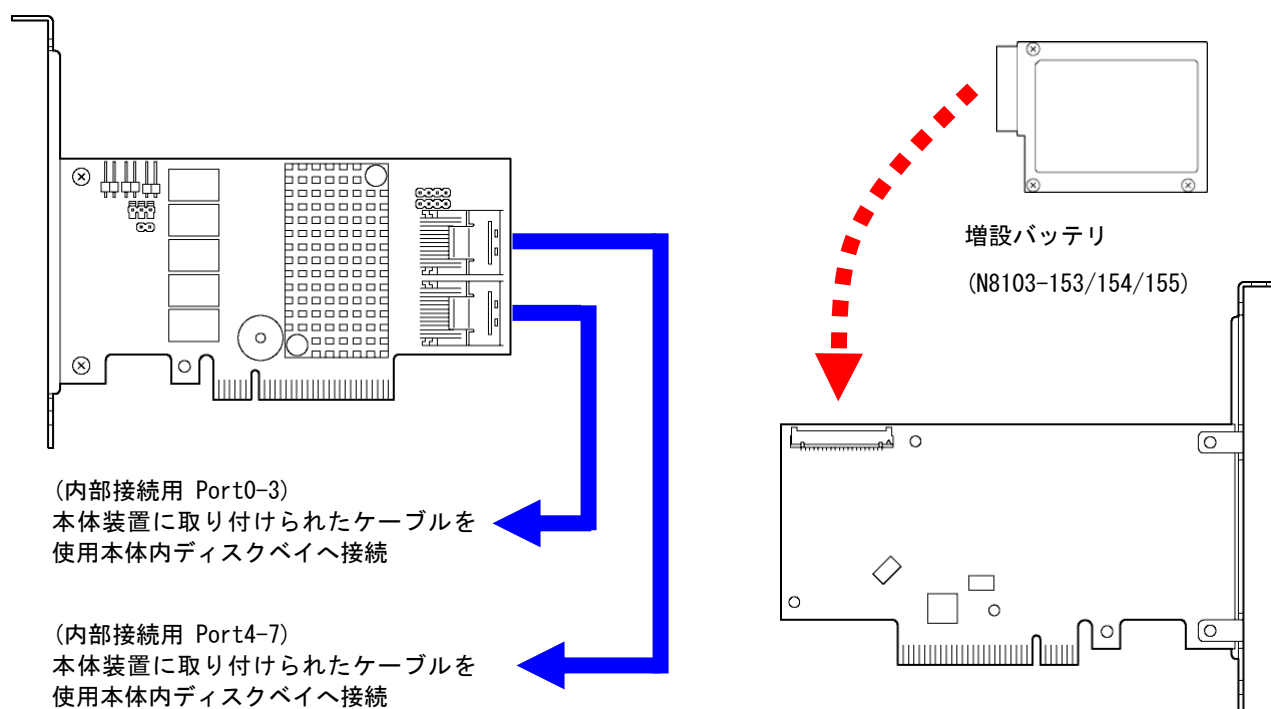 増設バッテリ
(N8103-153/154/155)
(内部接続用 Port0-3)
本体装置に取り付けられたケーブルを
使用本体内ディスクベイへ接続
(内部接続用 Port4-7)
本体装置に取り付けられたケーブルを
使用本体内ディスクベイへ接続